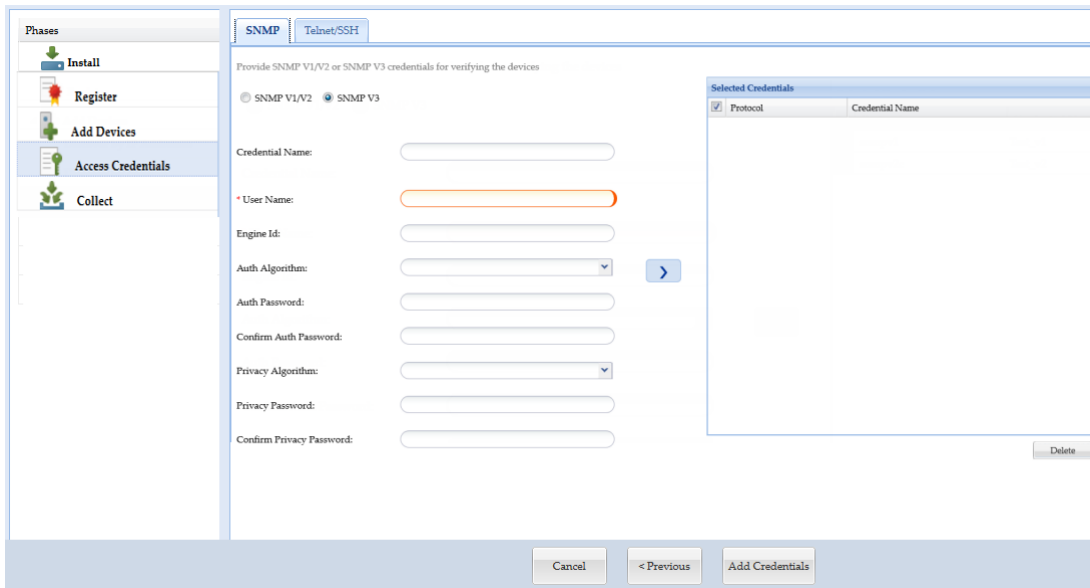 Phases
Install
Register
Add Devices
Access Credentials
Collect
SNMP
Telnet/SSH
Provide SNMP V1/V2 or SNMP V3 credentials for verifying the devices
SNMP V1/V2 SNMP V3
Credential Name:
* User Name:
Engine Id:
Auth Algorithm:
Auth Password:
Confirm Auth Password:
Privacy Algorithm:
Privacy Password:
Confirm Privacy Password:
Selected Credentials
Protocol Credential Name
Delete
Cancel
< Previous
Add Credentials